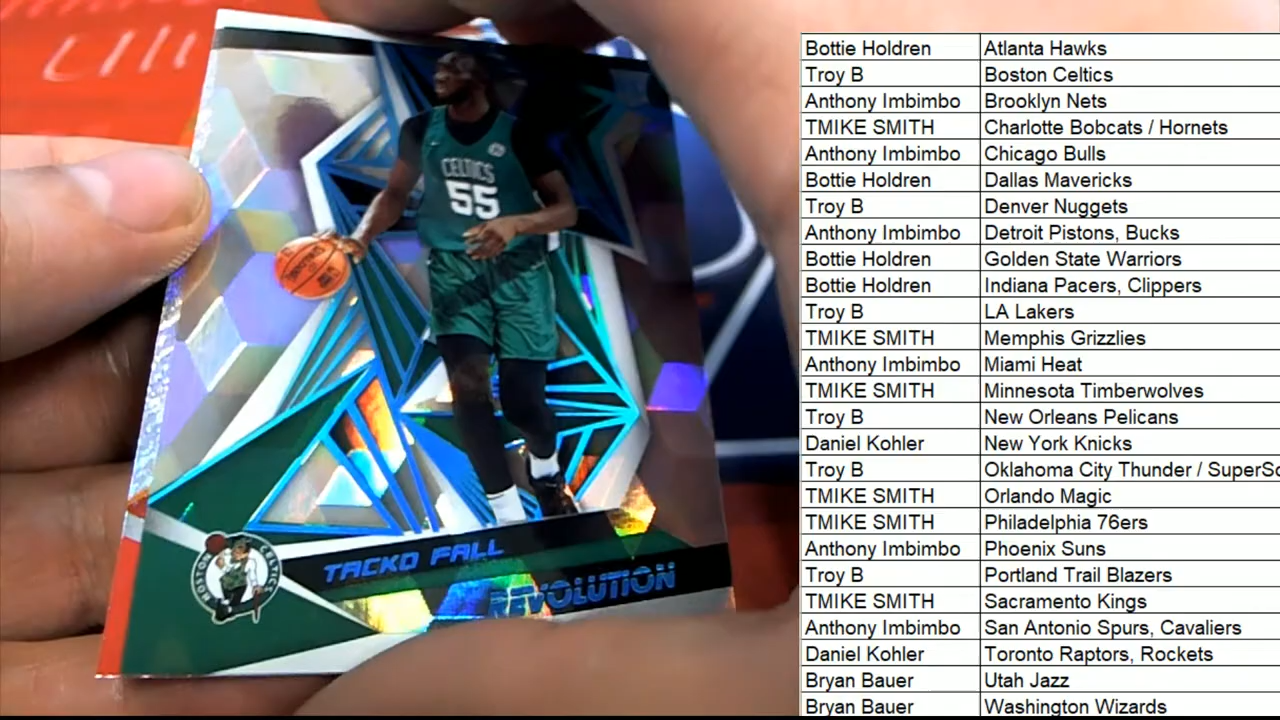 CELTICS
55
TACKO FALL
REVOLUTION
BOSTON CELTICS
Bottie Holdren Atlanta Hawks
Troy B Boston Celtics
Anthony Imbimbo Brooklyn Nets
TMIKE SMITH Charlotte Bobcats / Hornets
Anthony Imbimbo Chicago Bulls
Bottie Holdren Dallas Mavericks
Troy B Denver Nuggets
Anthony Imbimbo Detroit Pistons, Bucks
Bottie Holdren Golden State Warriors
Bottie Holdren Indiana Pacers, Clippers
Troy B LA Lakers
TMIKE SMITH Memphis Grizzlies
Anthony Imbimbo Miami Heat
TMIKE SMITH Minnesota Timberwolves
Troy B New Orleans Pelicans
Daniel Kohler New York Knicks
Troy B Oklahoma City Thunder / SuperSo
TMIKE SMITH Orlando Magic
TMIKE SMITH Philadelphia 76ers
Anthony Imbimbo Phoenix Suns
Troy B Portland Trail Blazers
TMIKE SMITH Sacramento Kings
Anthony Imbimbo San Antonio Spurs, Cavaliers
Daniel Kohler Toronto Raptors, Rockets
Bryan Bauer Utah Jazz
Bryan Bauer Washington Wizards